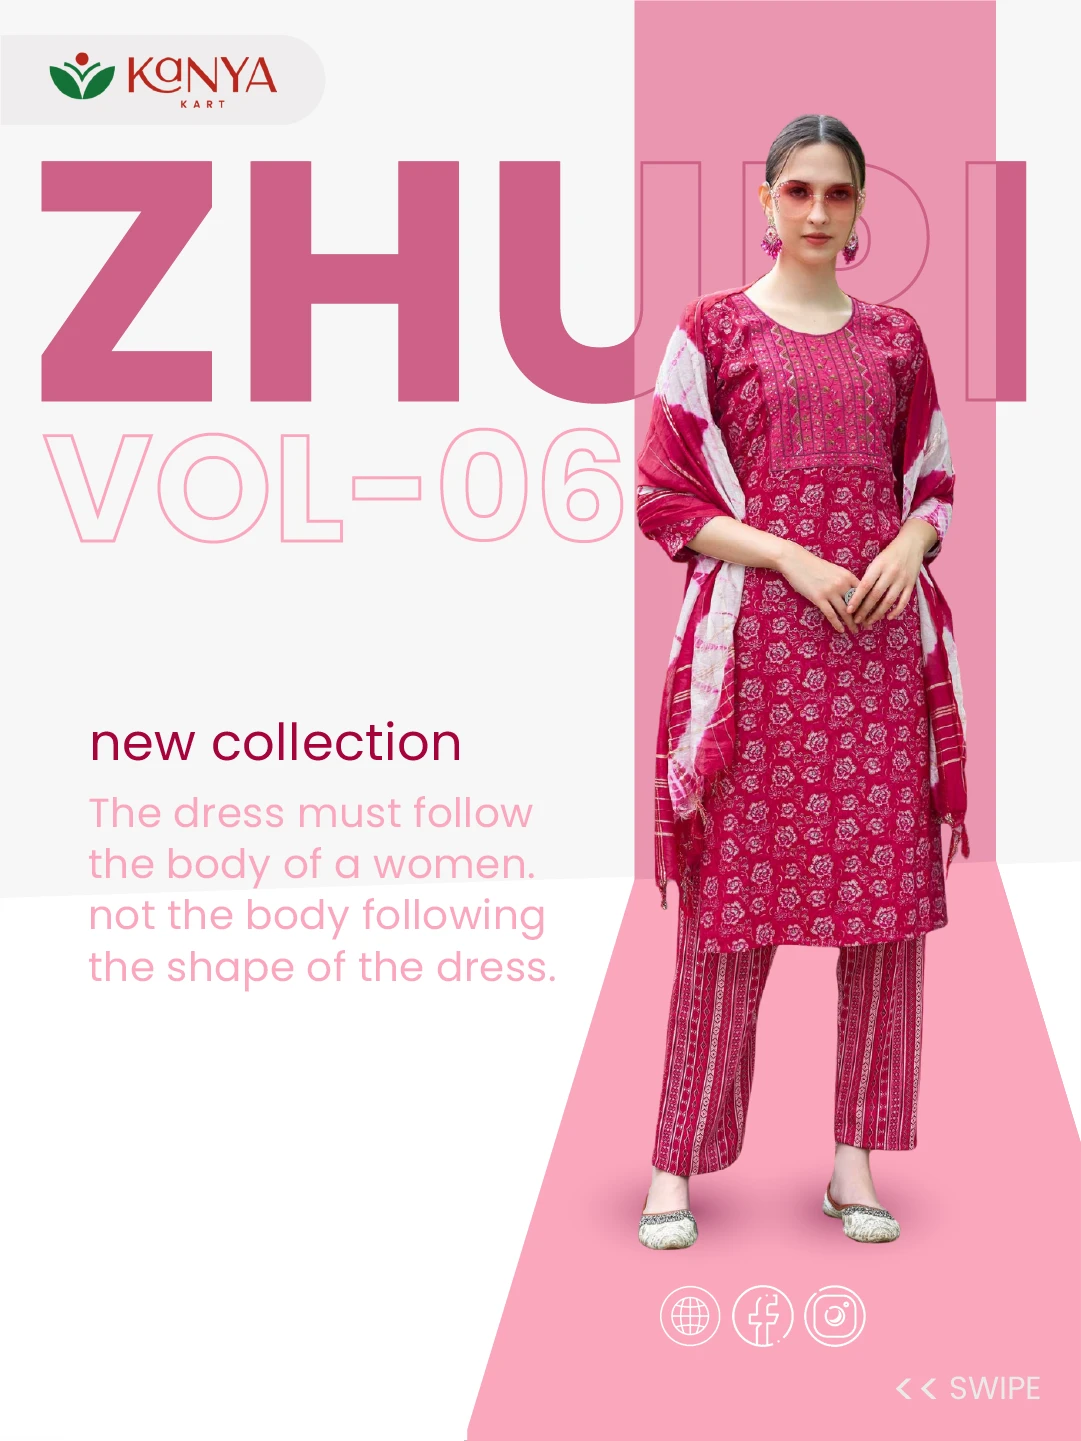 KaNYA
KART
ZHURI
VOL-06
new collection
The dress must follow
the body of a women.
not the body following
the shape of the dress.
<< SWIPE